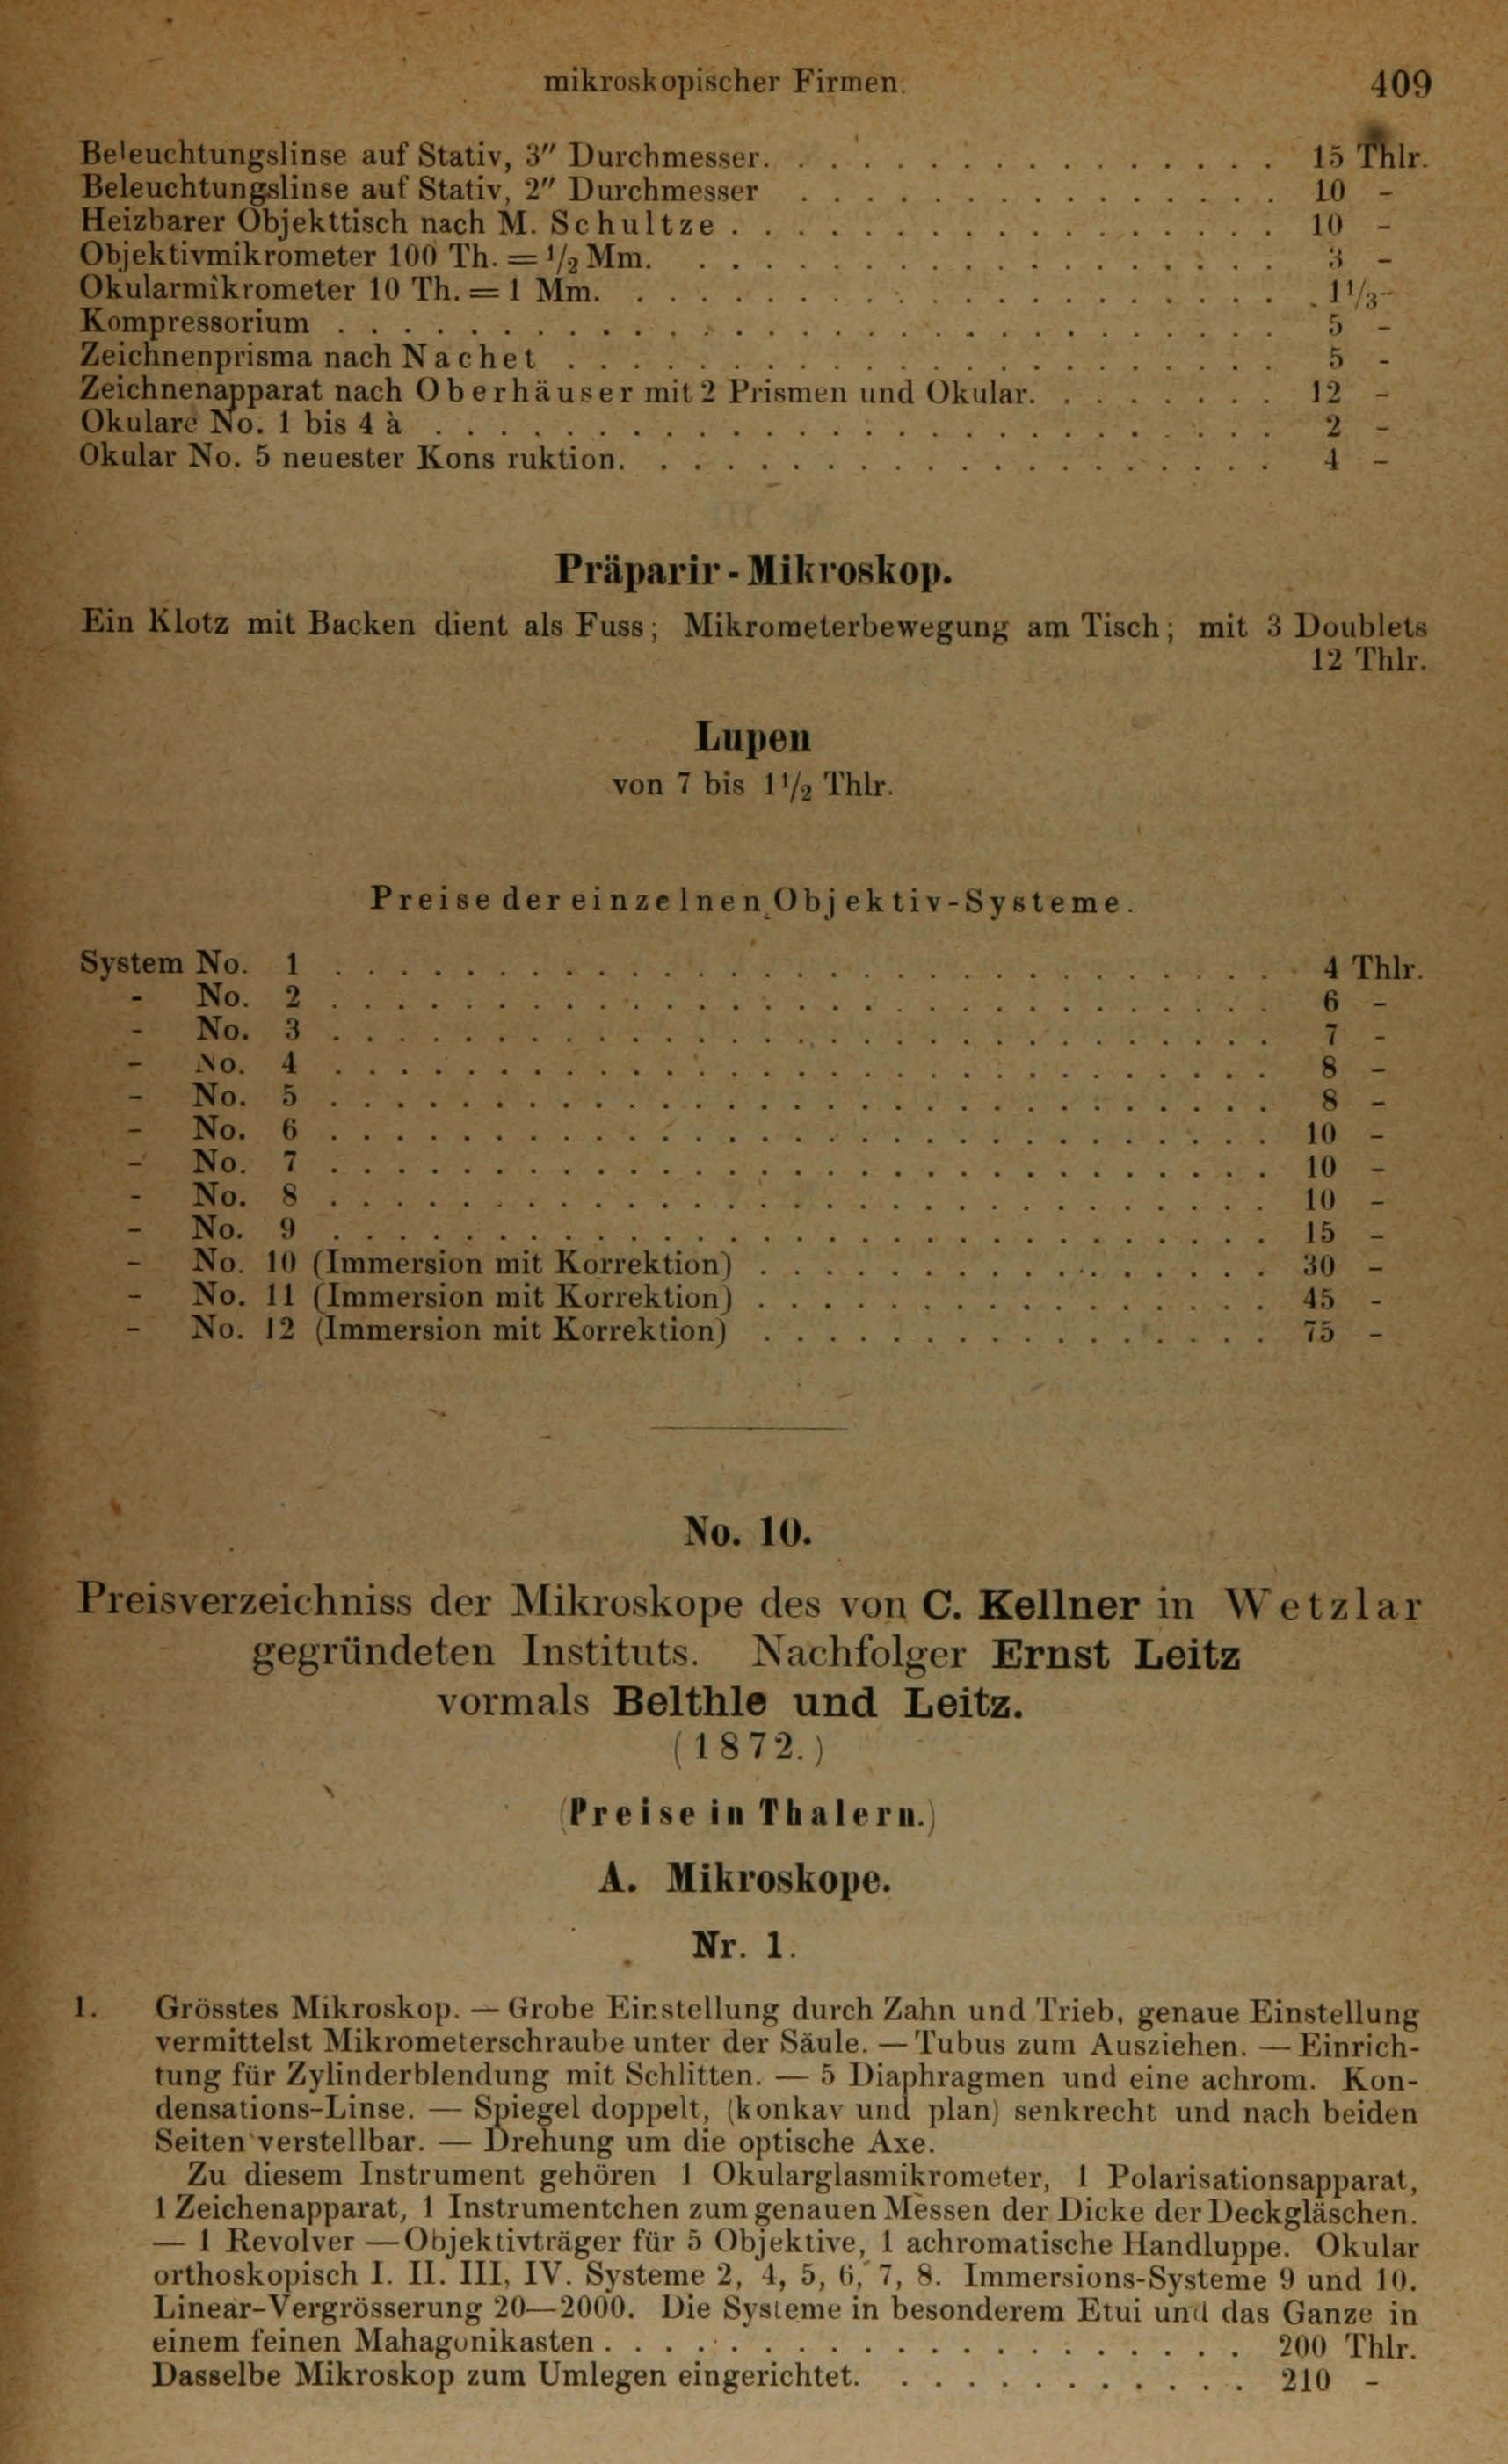 mikroskopischer Firmen.
409
Beleuchtungslinse auf Stativ, 3" Durchmesser. . . . . . . . . . . . . . . 15 Thlr.
Beleuchtungslinse auf Stativ, 2" Durchmesser . . . . . . . . . . . . . . . 10 -
Heizbarer Objekttisch nach M. Schultze . . . . . . . . . . . . . . . . . 10 -
Objektivmikrometer 100 Th. = 1/2 Mm. . . . . . . . . . . . . . . . . . . 3 -
Okularmikrometer 10 Th. = 1 Mm. . . . . . . . . . . . . . . . . . . . . 1 1/3 -
Kompressorium . . . . . . . . . . . . . . . . . . . . . . . . . . . . . 5 -
Zeichnenprisma nach Nachet . . . . . . . . . . . . . . . . . . . . . . 5 -
Zeichnenapparat nach Oberhäuser mit 2 Prismen und Okular. . . . . . . . 12 -
Okulare No. 1 bis 4 à . . . . . . . . . . . . . . . . . . . . . . . . . . 2 -
Okular No. 5 neuester Kons ruktion. . . . . . . . . . . . . . . . . . . . 4 -
Präparir-Mikroskop.
Ein Klotz mit Backen dient als Fuss; Mikrometerbewegung am Tisch; mit 3 Doublets
12 Thlr.
Lupen
von 7 bis 1 1/2 Thlr.
Preise der einzelnen Objektiv-Systeme.
System No. 1 . . . . . . . . . . . . . . . . . . . . . . . . . . . . . 4 Thlr.
- No. 2 . . . . . . . . . . . . . . . . . . . . . . . . . . . . . 6 -
- No. 3 . . . . . . . . . . . . . . . . . . . . . . . . . . . . . 7 -
- No. 4 . . . . . . . . . . . . . . . . . . . . . . . . . . . . . 8 -
- No. 5 . . . . . . . . . . . . . . . . . . . . . . . . . . . . . 8 -
- No. 6 . . . . . . . . . . . . . . . . . . . . . . . . . . . . . 10 -
- No. 7 . . . . . . . . . . . . . . . . . . . . . . . . . . . . . 10 -
- No. 8 . . . . . . . . . . . . . . . . . . . . . . . . . . . . . 10 -
- No. 9 . . . . . . . . . . . . . . . . . . . . . . . . . . . . . 15 -
- No. 10 (Immersion mit Korrektion) . . . . . . . . . . . . . . . . 30 -
- No. 11 (Immersion mit Korrektion) . . . . . . . . . . . . . . . . 45 -
- No. 12 (Immersion mit Korrektion) . . . . . . . . . . . . . . . . 75 -
No. 10.
Preisverzeichniss der Mikroskope des von C. Kellner in Wetzlar
gegründeten Instituts. Nachfolger Ernst Leitz
vormals Belthle und Leitz.
(1872.)
(Preise in Thalern.)
A. Mikroskope.
Nr. 1.
1. Grösstes Mikroskop. — Grobe Einstellung durch Zahn und Trieb, genaue Einstellung
vermittelst Mikrometerschraube unter der Säule. — Tubus zum Ausziehen. — Einrich-
tung für Zylinderblendung mit Schlitten. — 5 Diaphragmen und eine achrom. Kon-
densations-Linse. — Spiegel doppelt, (konkav und plan) senkrecht und nach beiden
Seiten verstellbar. — Drehung um die optische Axe.
Zu diesem Instrument gehören 1 Okularglasmikrometer, 1 Polarisationsapparat,
1 Zeichenapparat, 1 Instrumentchen zum genauen Messen der Dicke der Deckgläschen.
— 1 Revolver — Objektivträger für 5 Objektive, 1 achromatische Handluppe. Okular
orthoskopisch I. II. III, IV. Systeme 2, 4, 5, 6, 7, 8. Immersions-Systeme 9 und 10.
Linear-Vergrösserung 20—2000. Die Systeme in besonderem Etui und das Ganze in
einem feinen Mahagonikasten . . . . . . . . . . . . . . . . . . . . 200 Thlr.
Dasselbe Mikroskop zum Umlegen eingerichtet. . . . . . . . . . . . . 210 -